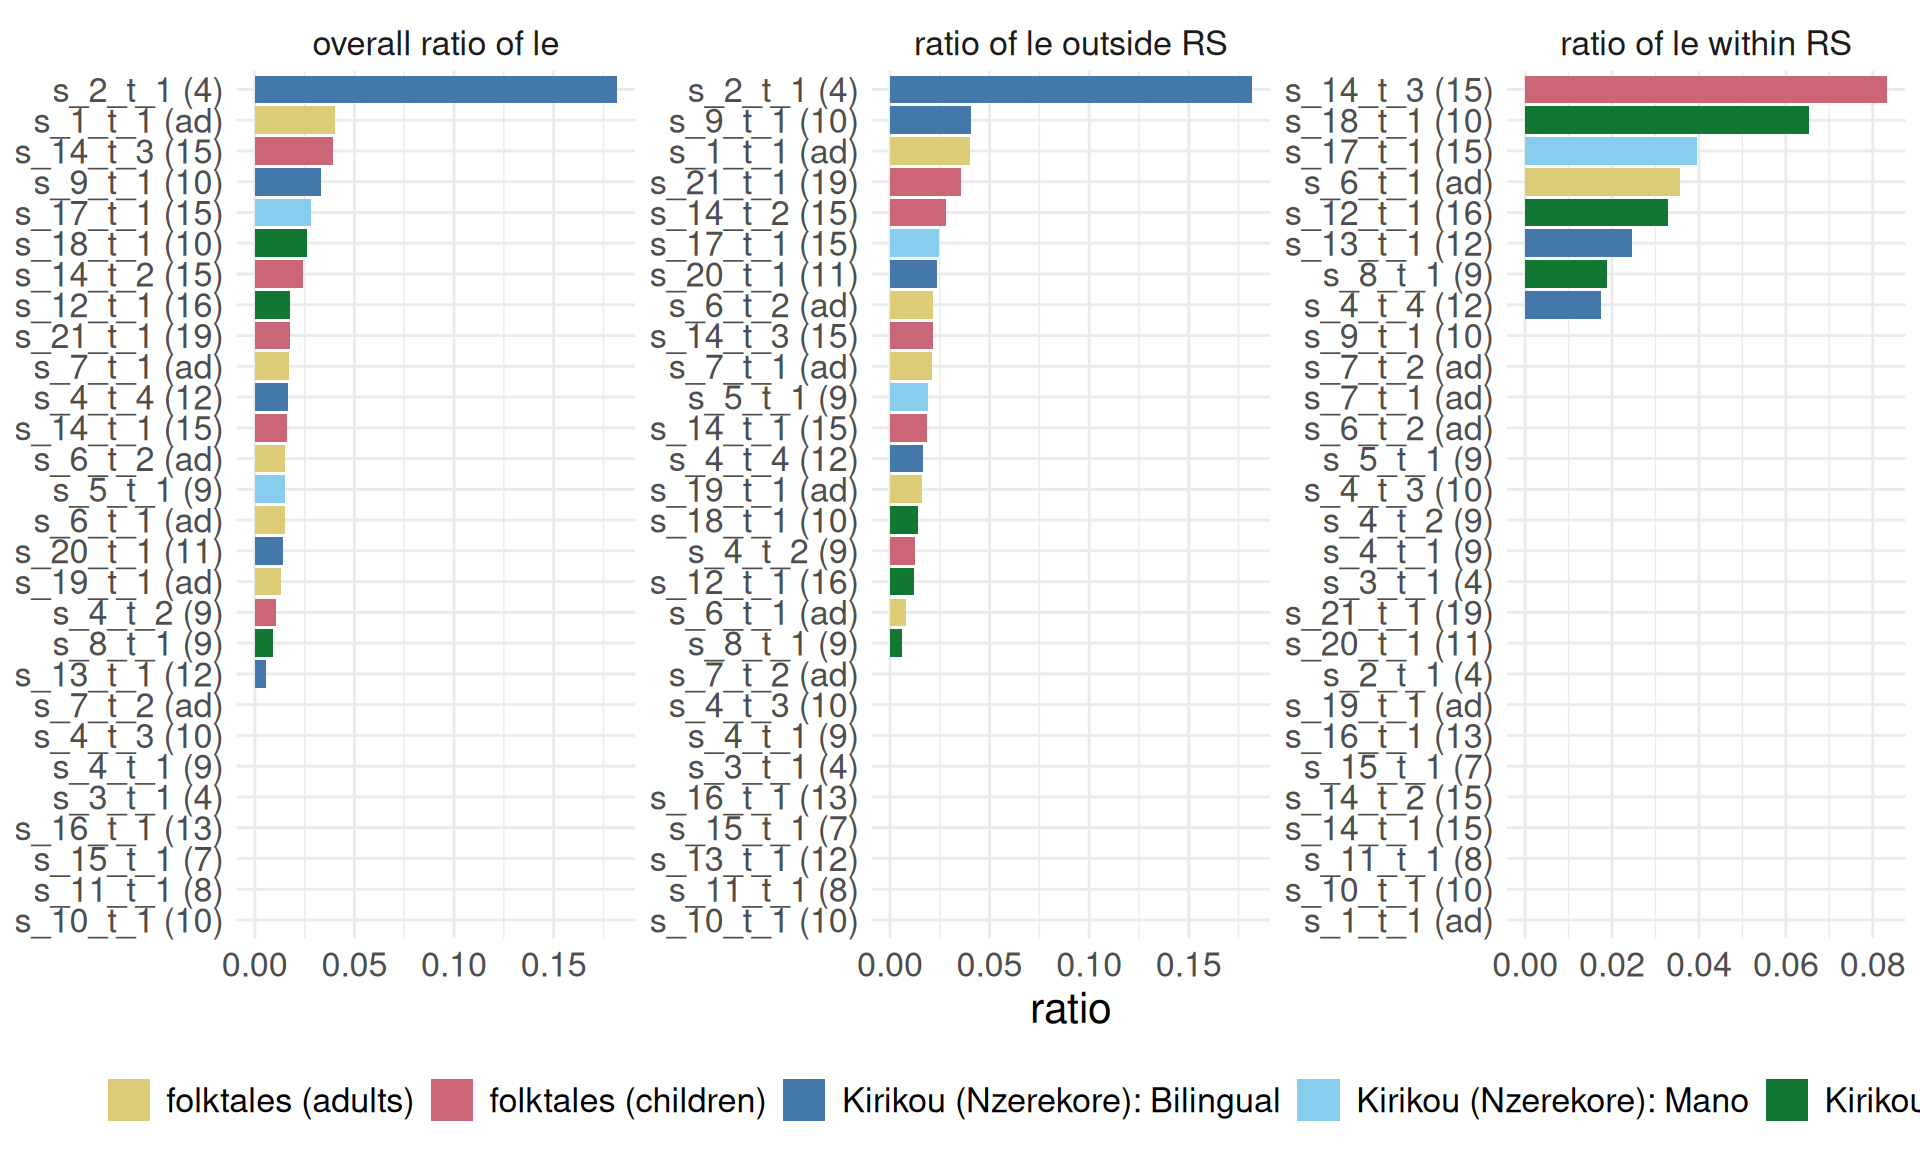 overall ratio of le
s_2_t_1 (4)
s_1_t_1 (ad)
s_14_t_3 (15)
s_9_t_1 (10)
s_17_t_1 (15)
s_18_t_1 (10)
s_14_t_2 (15)
s_12_t_1 (16)
s_21_t_1 (19)
s_7_t_1 (ad)
s_4_t_4 (12)
s_14_t_1 (15)
s_6_t_2 (ad)
s_5_t_1 (9)
s_6_t_1 (ad)
s_20_t_1 (11)
s_19_t_1 (ad)
s_4_t_2 (9)
s_8_t_1 (9)
s_13_t_1 (12)
s_7_t_2 (ad)
s_4_t_3 (10)
s_4_t_1 (9)
s_3_t_1 (4)
s_16_t_1 (13)
s_15_t_1 (7)
s_11_t_1 (8)
s_10_t_1 (10)
0.00 0.05 0.10 0.15
ratio of le outside RS
s_2_t_1 (4)
s_9_t_1 (10)
s_1_t_1 (ad)
s_21_t_1 (19)
s_14_t_2 (15)
s_17_t_1 (15)
s_20_t_1 (11)
s_6_t_2 (ad)
s_14_t_3 (15)
s_7_t_1 (ad)
s_5_t_1 (9)
s_14_t_1 (15)
s_4_t_4 (12)
s_19_t_1 (ad)
s_18_t_1 (10)
s_4_t_2 (9)
s_12_t_1 (16)
s_6_t_1 (ad)
s_8_t_1 (9)
s_7_t_2 (ad)
s_4_t_3 (10)
s_4_t_1 (9)
s_3_t_1 (4)
s_16_t_1 (13)
s_15_t_1 (7)
s_13_t_1 (12)
s_11_t_1 (8)
s_10_t_1 (10)
0.00 0.05 0.10 0.15
ratio of le within RS
s_14_t_3 (15)
s_18_t_1 (10)
s_17_t_1 (15)
s_6_t_1 (ad)
s_12_t_1 (16)
s_13_t_1 (12)
s_8_t_1 (9)
s_4_t_4 (12)
s_9_t_1 (10)
s_7_t_2 (ad)
s_7_t_1 (ad)
s_6_t_2 (ad)
s_5_t_1 (9)
s_4_t_3 (10)
s_4_t_2 (9)
s_4_t_1 (9)
s_3_t_1 (4)
s_21_t_1 (19)
s_20_t_1 (11)
s_2_t_1 (4)
s_19_t_1 (ad)
s_16_t_1 (13)
s_15_t_1 (7)
s_14_t_2 (15)
s_14_t_1 (15)
s_11_t_1 (8)
s_10_t_1 (10)
s_1_t_1 (ad)
0.00 0.02 0.04 0.06 0.08
ratio
folktales (adults) folktales (children) Kirikou (Nzerekore): Bilingual Kirikou (Nzerekore): Mano